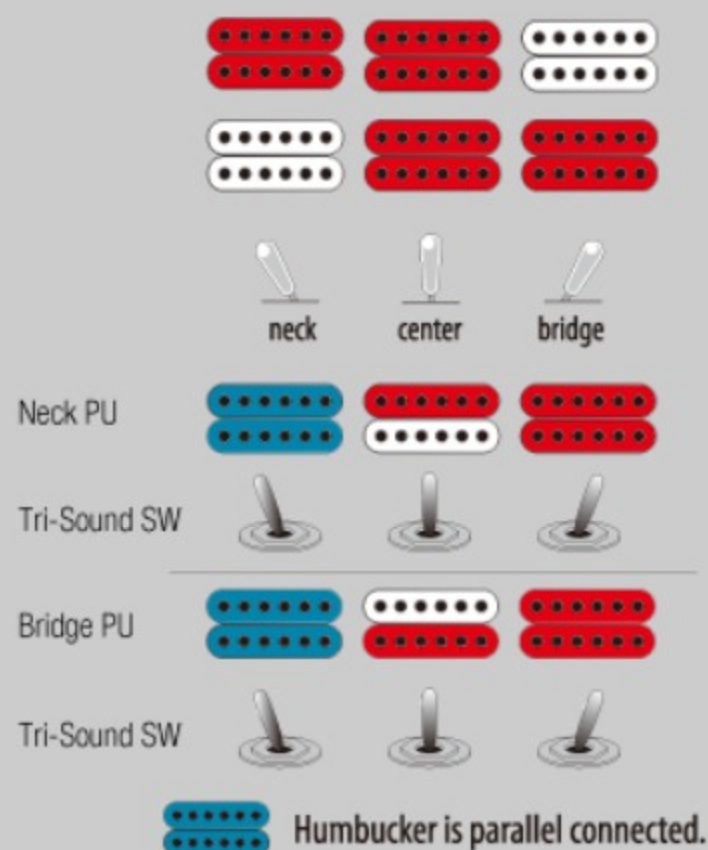 neck center bridge
Neck PU
Tri-Sound SW
Bridge PU
Tri-Sound SW
Humbucker is parallel connected.